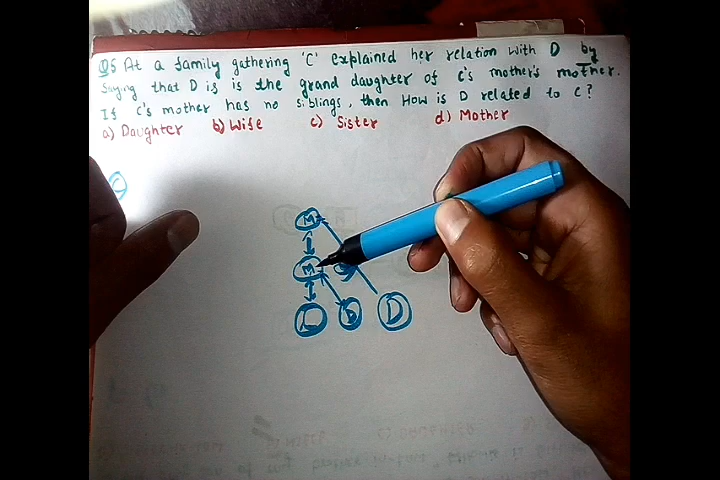 Q5 At a family gathering 'C' explained her relation with D by
saying that D is is the grand daughter of C's mother's mother.
If C's mother has no siblings, then How is D related to C?
a) Daughter b) Wife c) Sister d) Mother
M
M
C D D